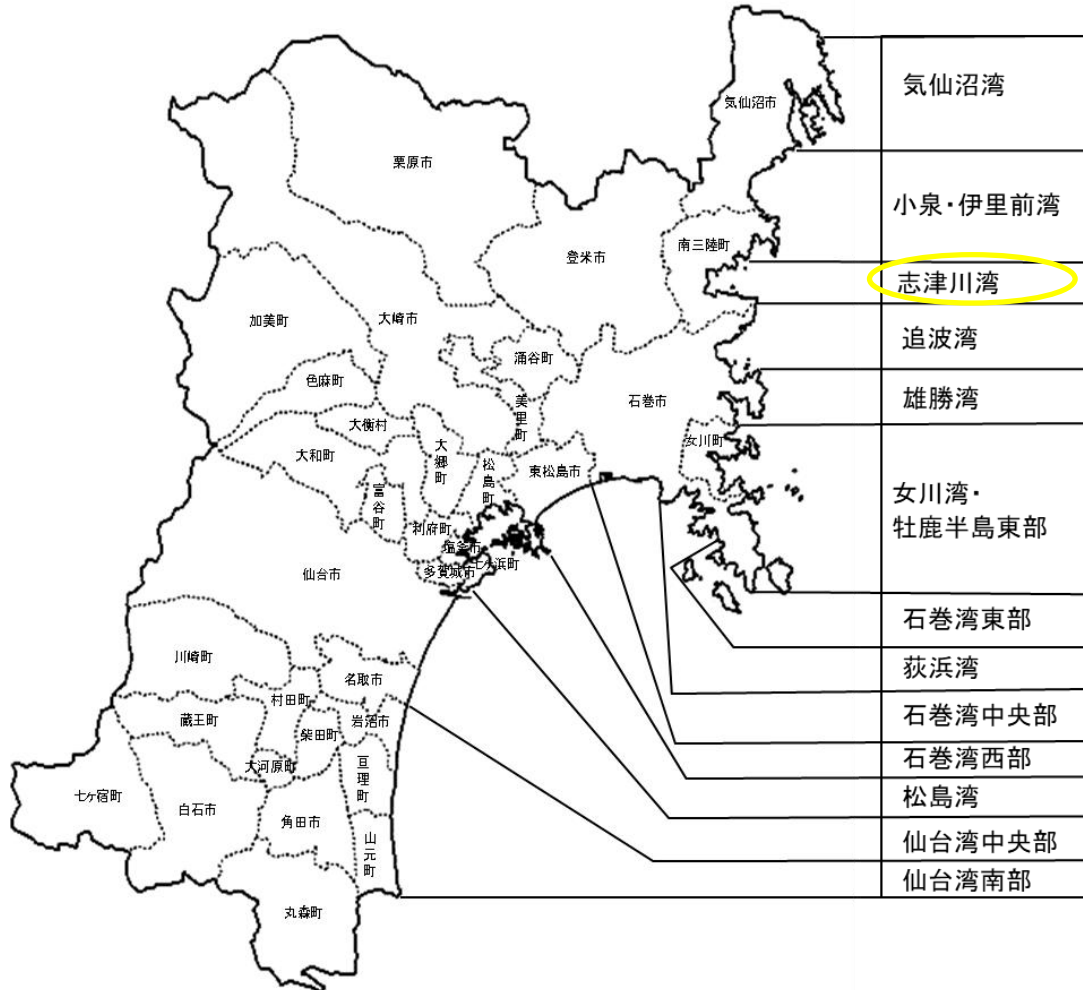 気仙沼湾
小泉・伊里前湾
志津川湾
追波湾
雄勝湾
女川湾・
牡鹿半島東部
石巻湾東部
荻浜湾
石巻湾中央部
石巻湾西部
松島湾
仙台湾中央部
仙台湾南部
気仙沼市
栗原市
南三陸町
登米市
加美町
大崎市
涌谷町
色麻町
美里町
石巻市
大衡村
大郷町
女川町
大和町
松島町
東松島市
富谷町
利府町
塩釜市
七ヶ浜町
多賀城市
仙台市
川崎町
名取市
村田町
蔵王町
岩沼市
柴田町
大河原町
亘理町
七ヶ宿町
白石市
角田市
山元町
丸森町